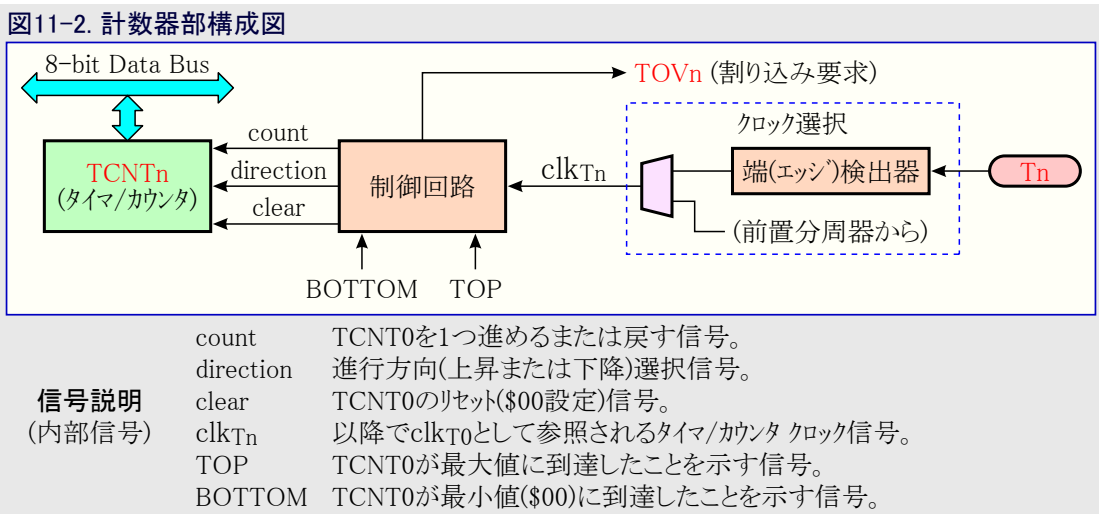 図11-2. 計数器部構成図
8-bit Data Bus
TOVn (割り込み要求)
クロック選択
count
TCNTn
(タイマ/カウンタ)
direction
制御回路
clkTn
端(エッジ)検出器
Tn
clear
(前置分周器から)
BOTTOM TOP
信号説明
(内部信号)
count TCNT0を1つ進めるまたは戻す信号。
direction 進行方向(上昇または下降)選択信号。
clear TCNT0のリセット($00設定)信号。
clkTn 以降でclkT0として参照されるタイマ/カウンタ クロック信号。
TOP TCNT0が最大値に到達したことを示す信号。
BOTTOM TCNT0が最小値($00)に到達したことを示す信号。